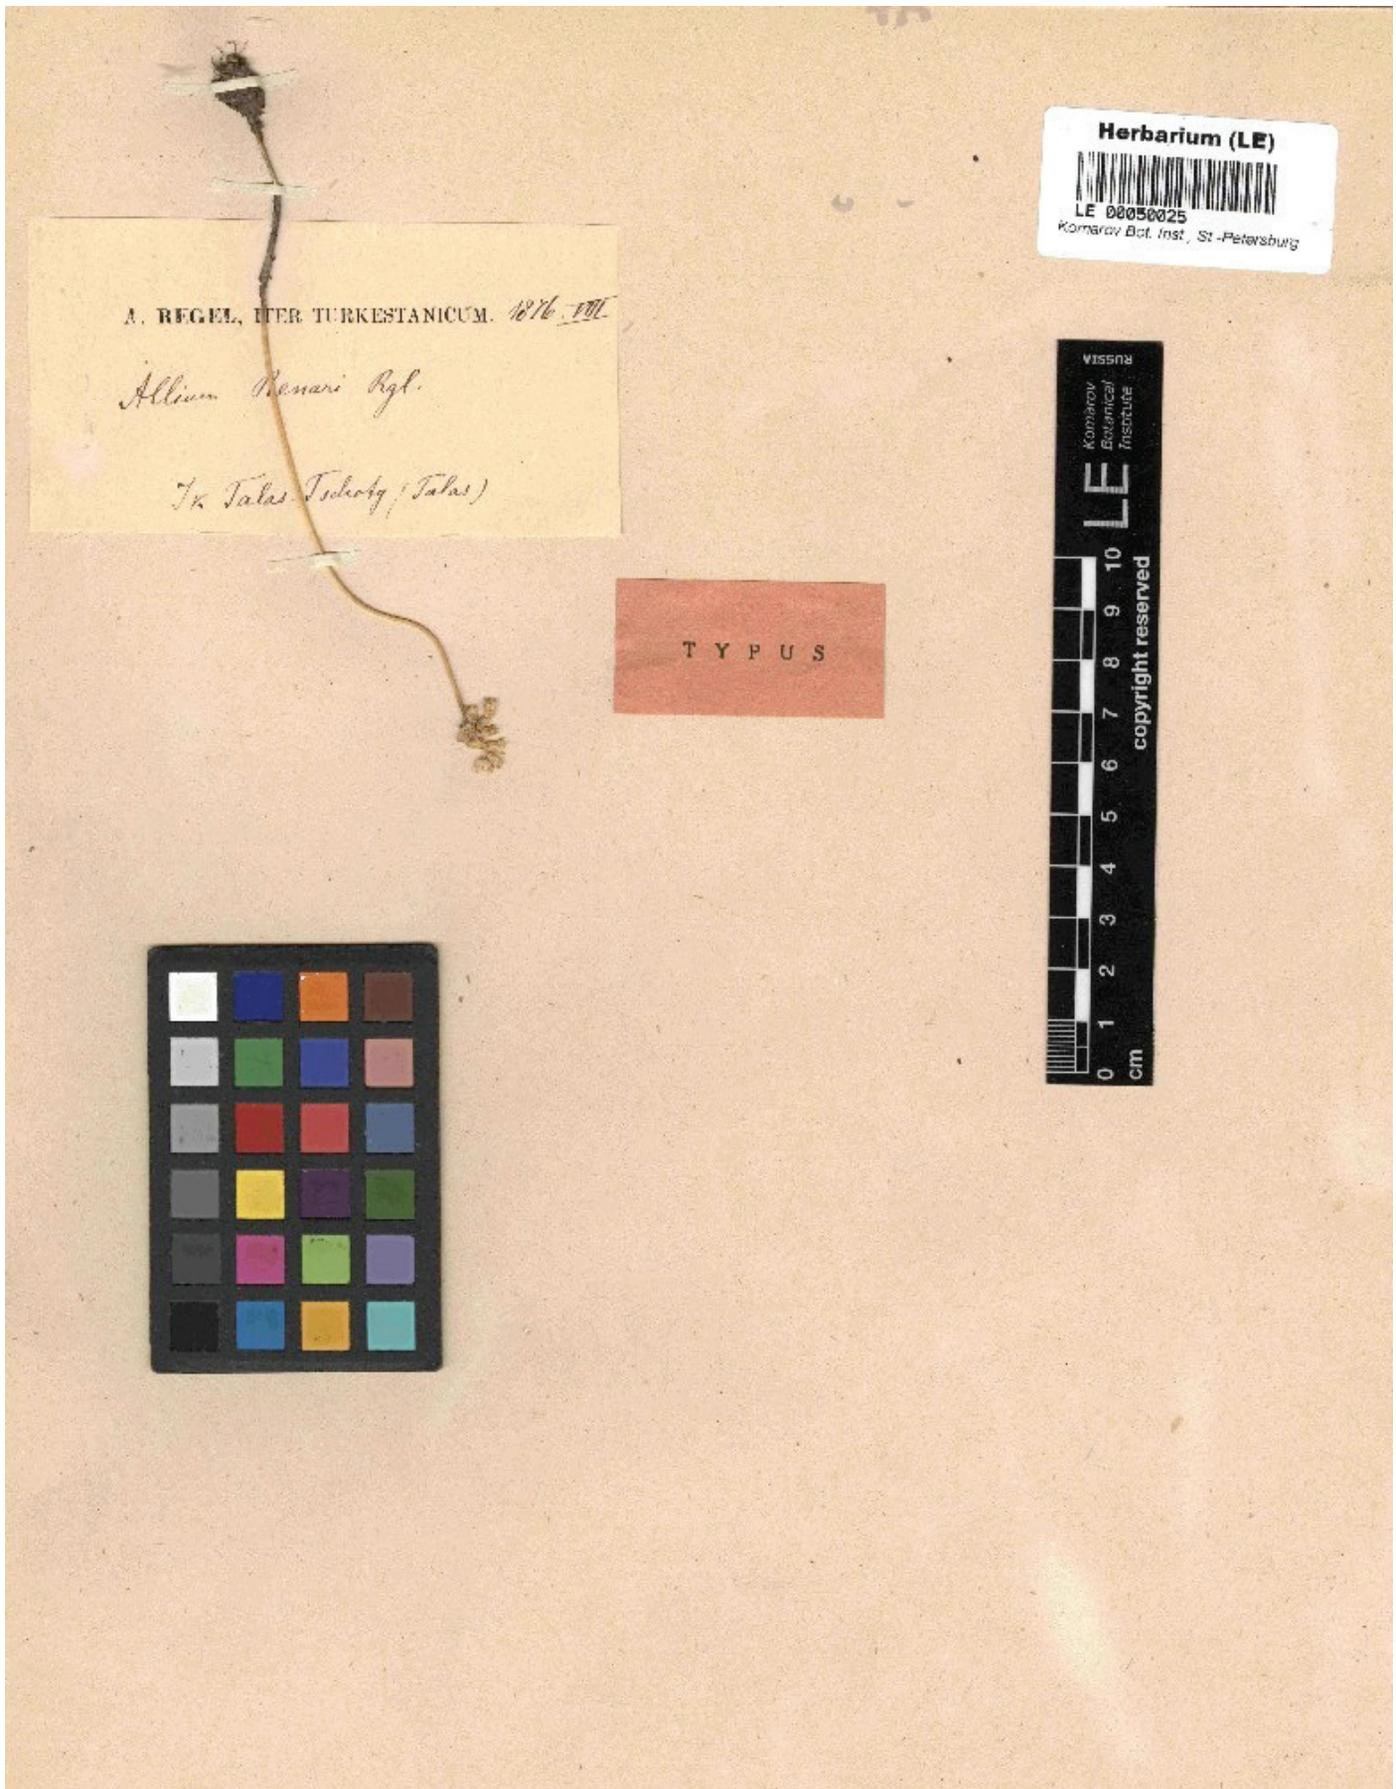 Herbarium (LE)
LE 00050025
Komarov Bot. Inst., St.-Petersburg
A. REGEL, ITER TURKESTANICUM. 1876. VIII
Allium Renari Rgl.
Talas (Talas)
TYPUS
LE Komarov Botanical Institute RUSSIA
10 9 8 7 6 5 4 3 2 1 0
cm
copyright reserved